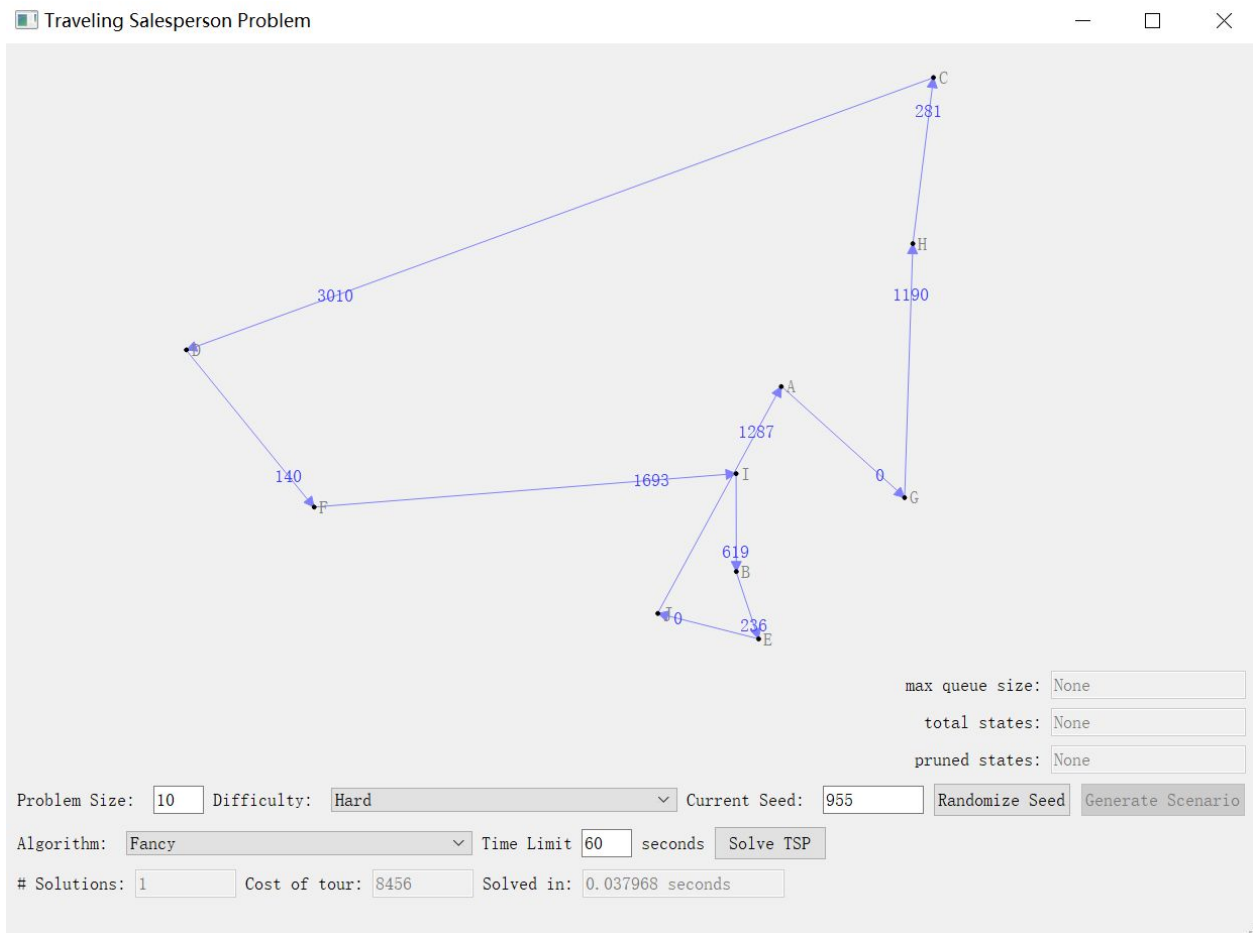 Traveling Salesperson Problem
C
281
H
3010
1190
D
A
1287
140
1693
I
0
F
G
619
B
J
0
236
E
max queue size: None
total states: None
pruned states: None
Problem Size: 10 Difficulty: Hard Current Seed: 955 Randomize Seed Generate Scenario
Algorithm: Fancy Time Limit 60 seconds Solve TSP
# Solutions: 1 Cost of tour: 8456 Solved in: 0.037968 seconds